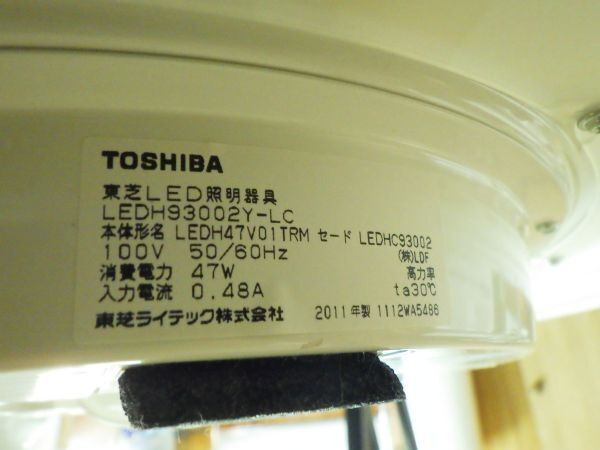 TOSHIBA
東芝LED照明器具
LEDH93002Y-LC
本体形名 LEDH47V01TRM セード LEDHC93002
100V 50/60Hz (株)LDF
消費電力 47W 高力率
入力電流 0.48A ta30℃
東芝ライテック株式会社 2011年製 1112WA5486